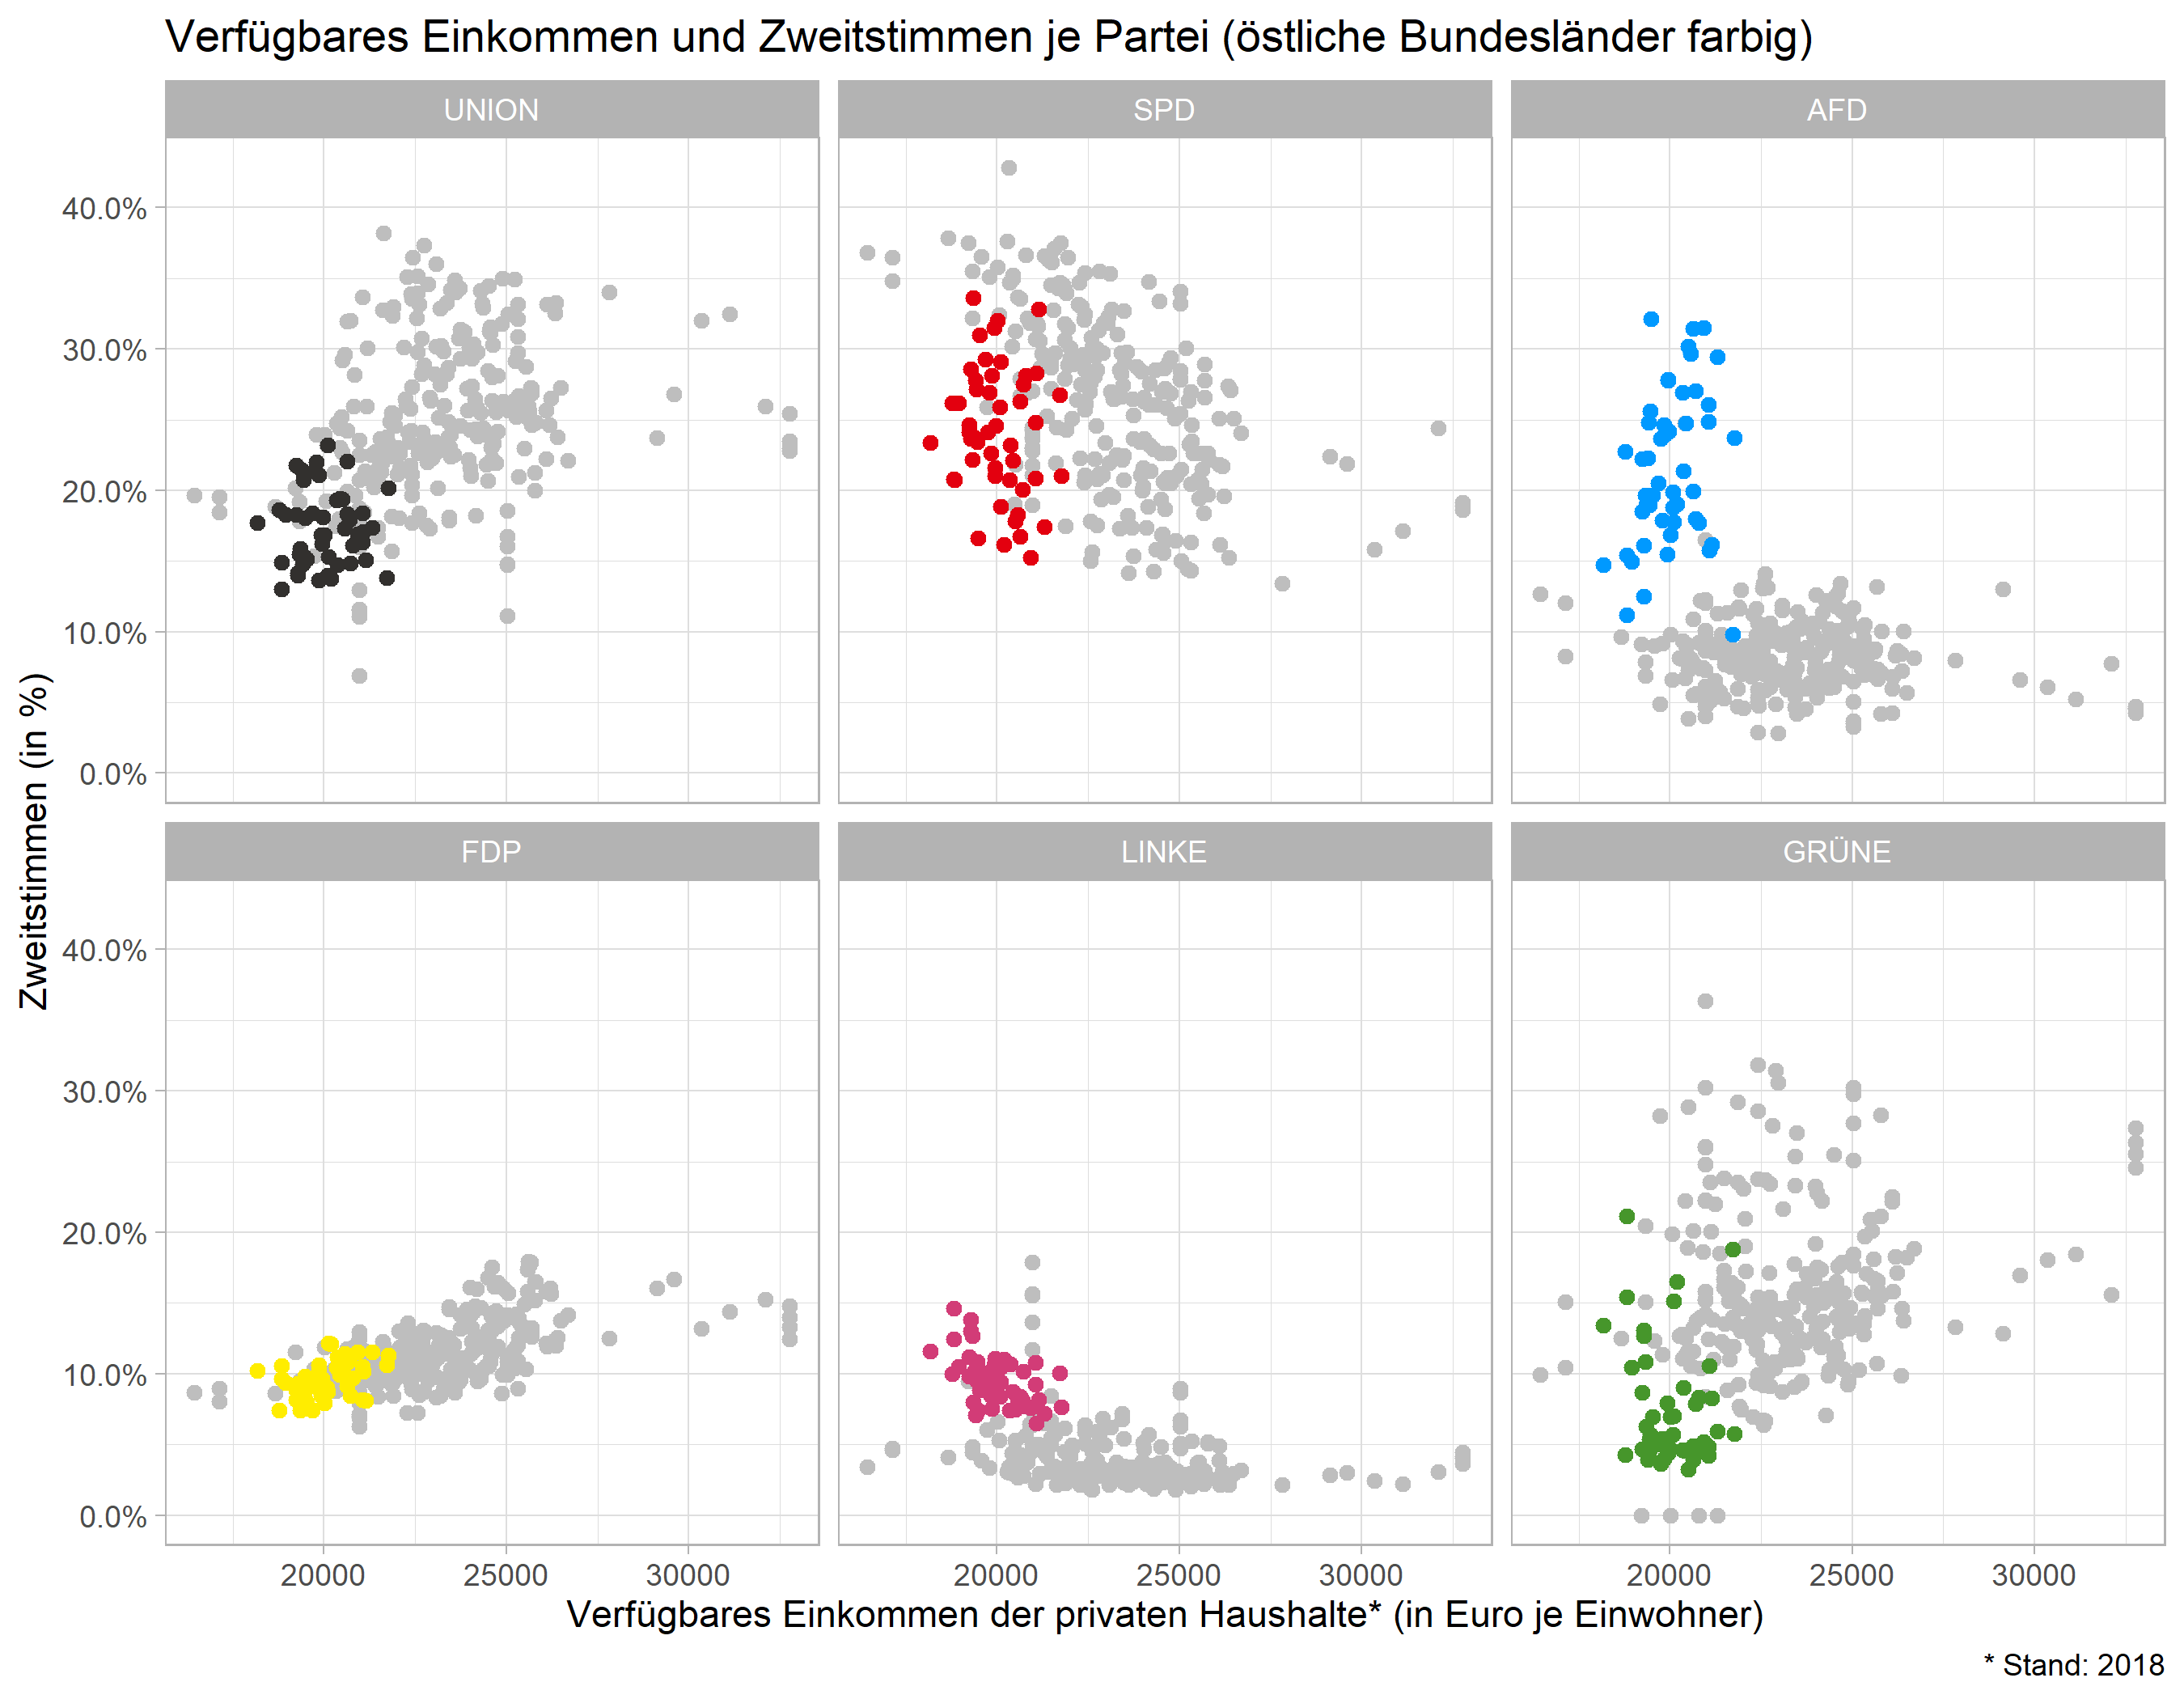 Verfügbares Einkommen und Zweitstimmen je Partei (östliche Bundesländer farbig)
UNION
SPD
AFD
40.0%
30.0%
20.0%
10.0%
0.0%
Zweitstimmen (in %)
FDP
LINKE
GRÜNE
40.0%
30.0%
20.0%
10.0%
0.0%
20000 25000 30000
20000 25000 30000
20000 25000 30000
Verfügbares Einkommen der privaten Haushalte* (in Euro je Einwohner)
* Stand: 2018